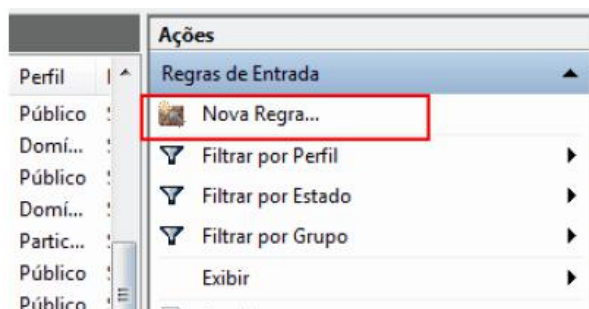 Ações
Perfil
Regras de Entrada
Público
Nova Regra...
Domí...
Filtrar por Perfil
Público
Filtrar por Estado
Domí...
Partic...
Filtrar por Grupo
Público
Exibir
Público